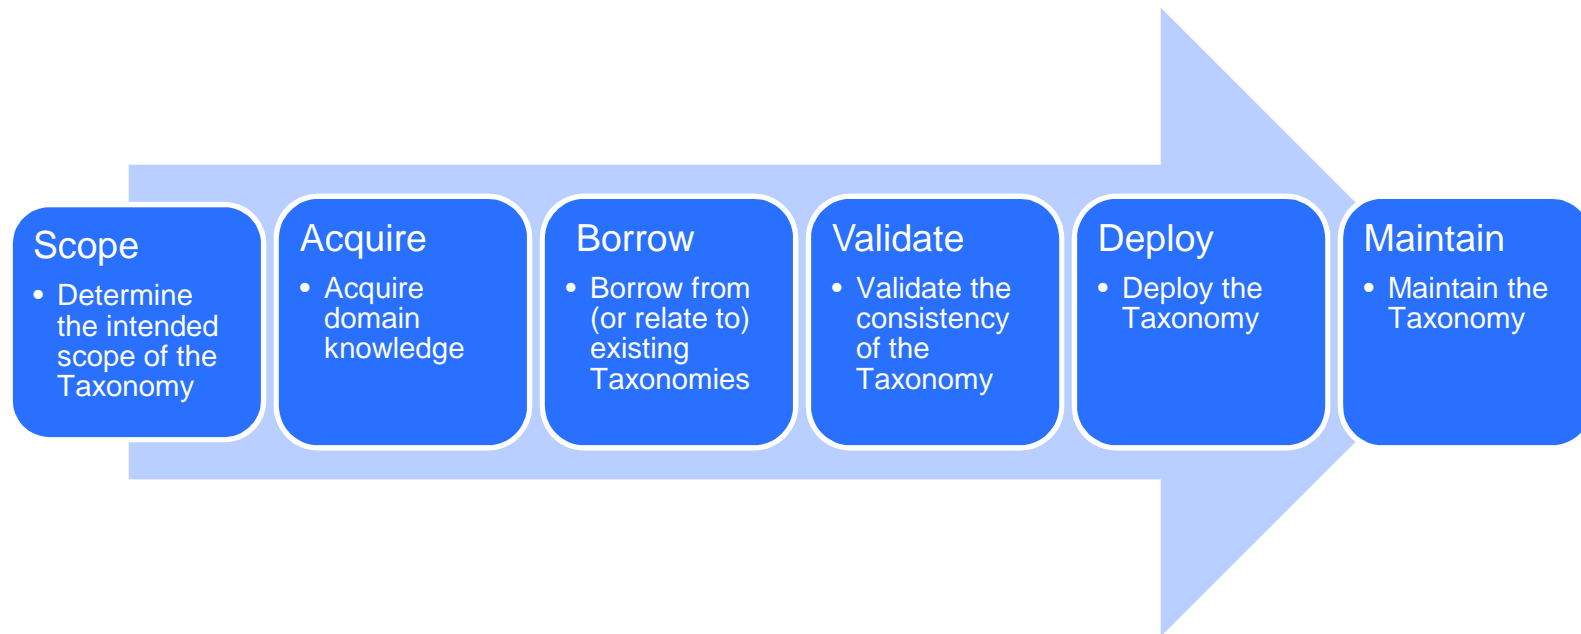 Scope
• Determine
the intended
scope of the
Taxonomy
Acquire
• Acquire
domain
knowledge
Borrow
• Borrow from
(or relate to)
existing
Taxonomies
Validate
• Validate the
consistency
of the
Taxonomy
Deploy
• Deploy the
Taxonomy
Maintain
• Maintain the
Taxonomy